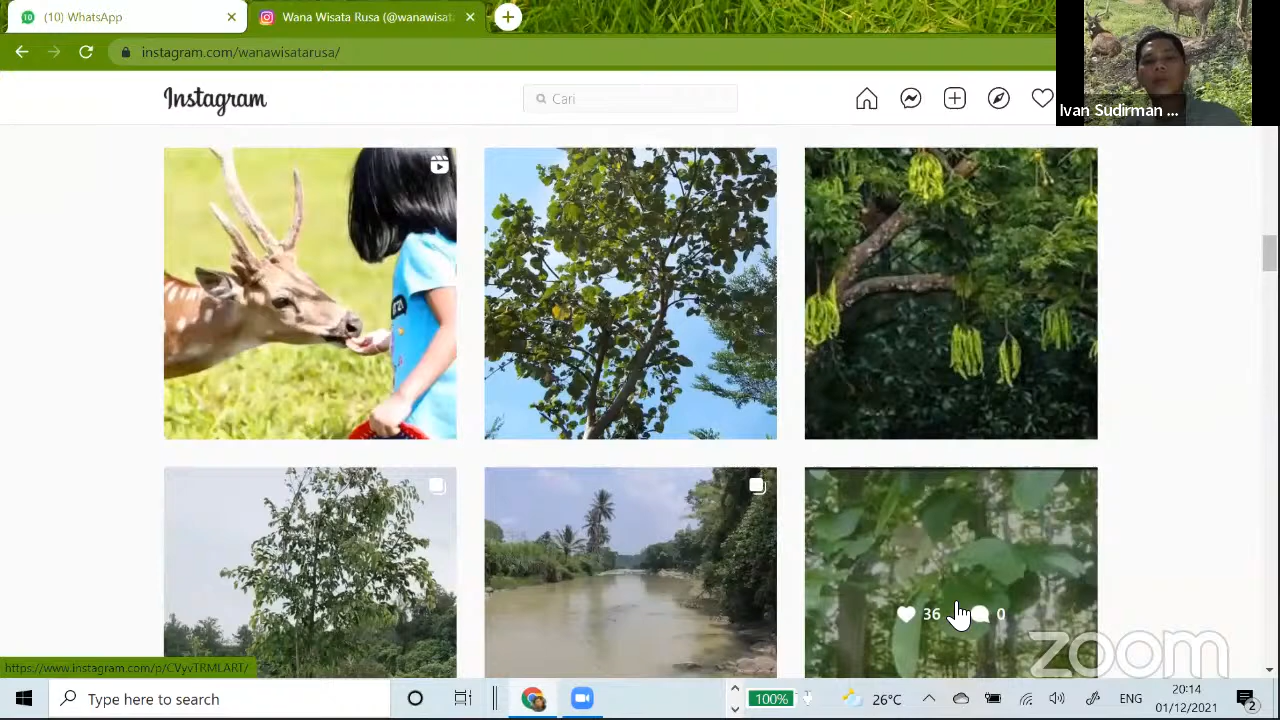 (10) WhatsApp
Wana Wisata Rusa (@wanawisata
instagram.com/wanawisatarusa/
Instagram
Cari
Ivan Sudirman ...
36
0
https://www.instagram.com/p/CVyvTRMLART/
zoom
Type here to search
100%
26°C
ENG
20:14
01/12/2021
2